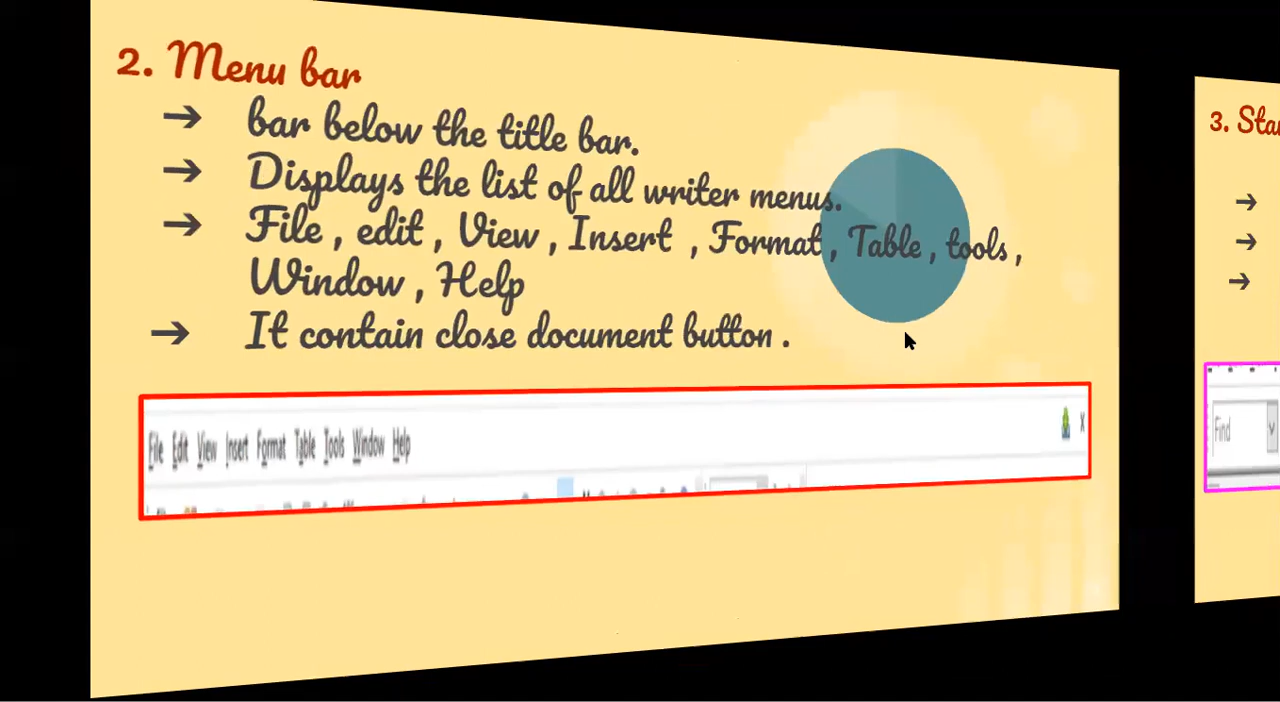 2. Menu bar
→ bar below the title bar.
→ Displays the list of all writer menus.
→ File , edit , View , Insert , Format , Table , tools ,
Window , Help
→ It contain close document button .
File Edit View Insert Format Table Tools Window Help
X
3.
→
→
→
Find